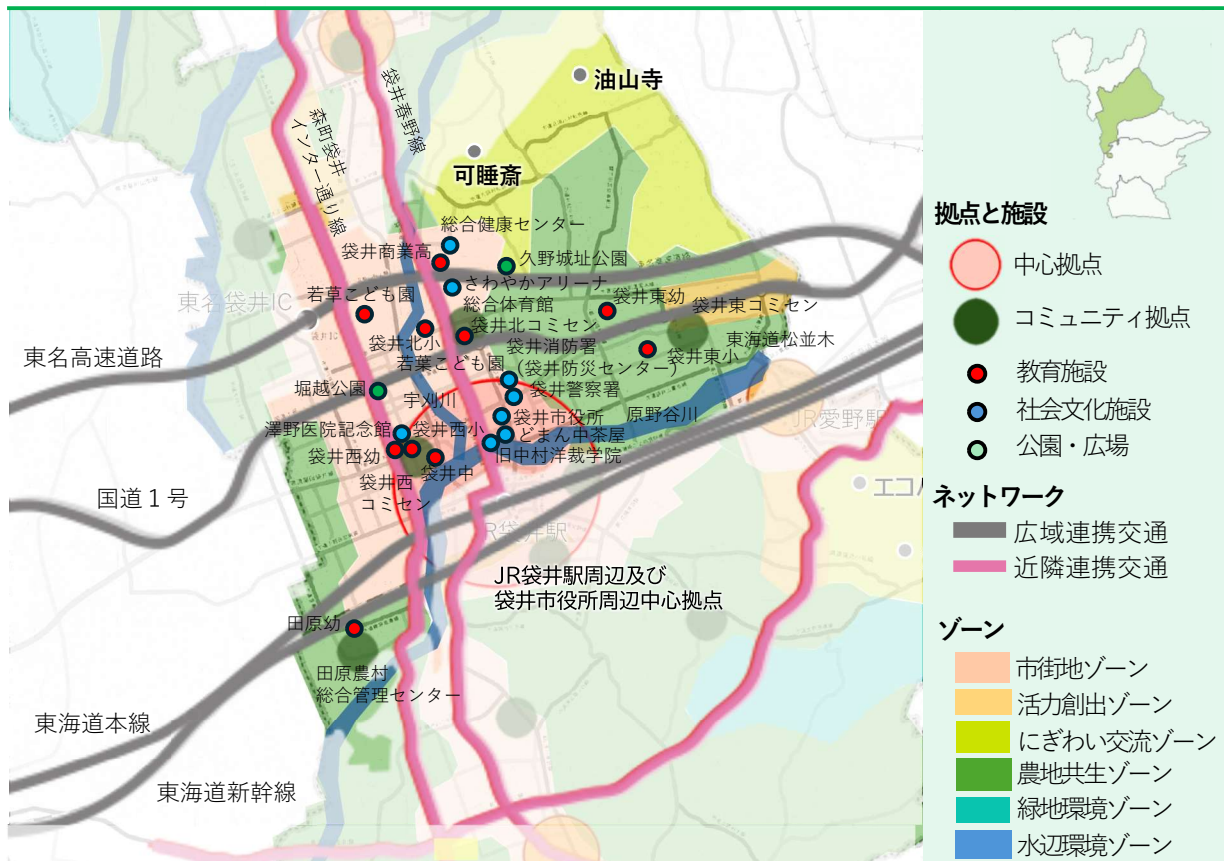 油山寺
可睡斎
袋井春野線
森町袋井
インター通り線
総合健康センター
袋井商業高
久野城址公園
さわやかアリーナ
総合体育館
若草こども園
東名袋井IC
袋井東幼
袋井東コミセン
袋井北コミセン
袋井北小
袋井消防署
(袋井防災センター)
東海道松並木
袋井東小
若葉こども園
東名高速道路
堀越公園
宇刈川
袋井警察署
袋井市役所
原野谷川
JR愛野駅
澤野医院記念館
袋井西小
どまん中茶屋
旧中村洋裁学院
袋井西幼
袋井中
袋井西
コミセン
国道1号
エコパ
JR袋井駅
JR袋井駅周辺及び
袋井市役所周辺中心拠点
田原幼
田原農村
総合管理センター
東海道本線
東海道新幹線
拠点と施設
中心拠点
コミュニティ拠点
教育施設
社会文化施設
公園・広場
ネットワーク
広域連携交通
近隣連携交通
ゾーン
市街地ゾーン
活力創出ゾーン
にぎわい交流ゾーン
農地共生ゾーン
緑地環境ゾーン
水辺環境ゾーン